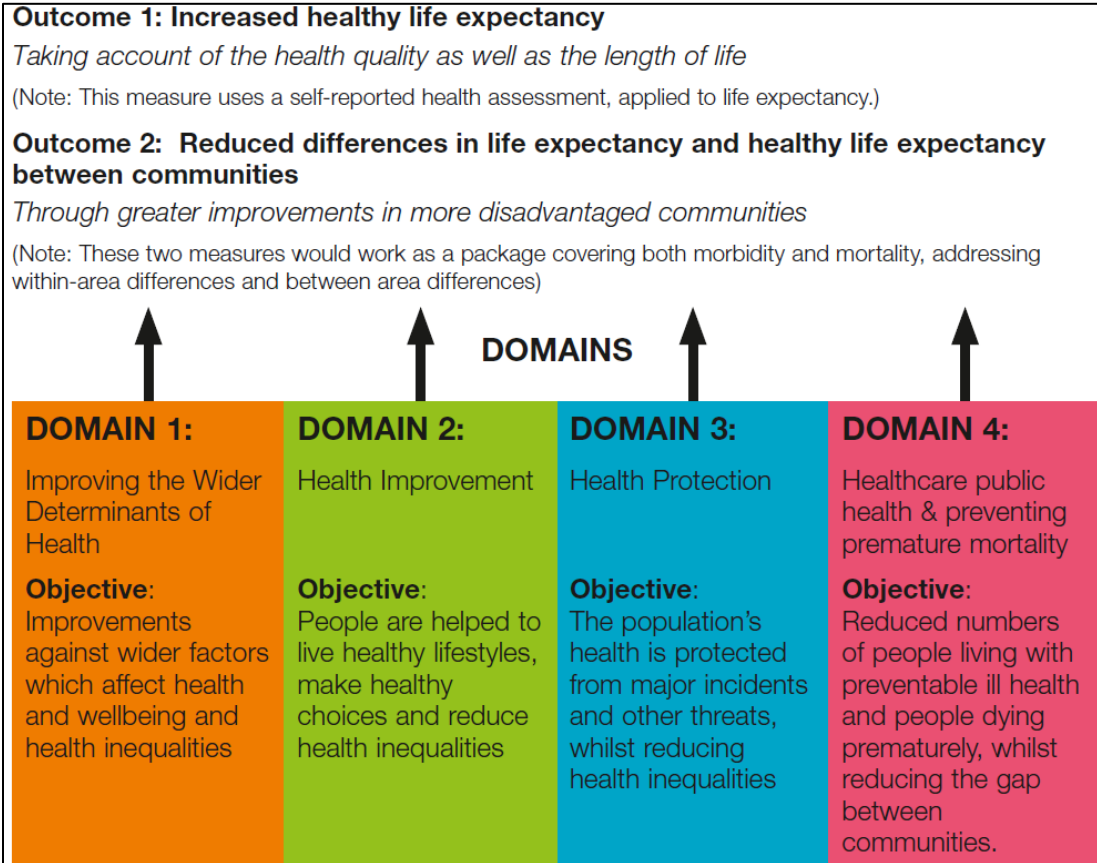 Outcome 1: Increased healthy life expectancy
Taking account of the health quality as well as the length of life
(Note: This measure uses a self-reported health assessment, applied to life expectancy.)
Outcome 2:  Reduced differences in life expectancy and healthy life expectancy
between communities
Through greater improvements in more disadvantaged communities
(Note: These two measures would work as a package covering both morbidity and mortality, addressing
within-area differences and between area differences)
DOMAINS
DOMAIN 1:
Improving the Wider
Determinants of
Health
Objective:
Improvements
against wider factors
which affect health
and wellbeing and
health inequalities
DOMAIN 2:
Health Improvement
Objective:
People are helped to
live healthy lifestyles,
make healthy
choices and reduce
health inequalities
DOMAIN 3:
Health Protection
Objective:
The population's
health is protected
from major incidents
and other threats,
whilst reducing
health inequalities
DOMAIN 4:
Healthcare public
health & preventing
premature mortality
Objective:
Reduced numbers
of people living with
preventable ill health
and people dying
prematurely, whilst
reducing the gap
between
communities.